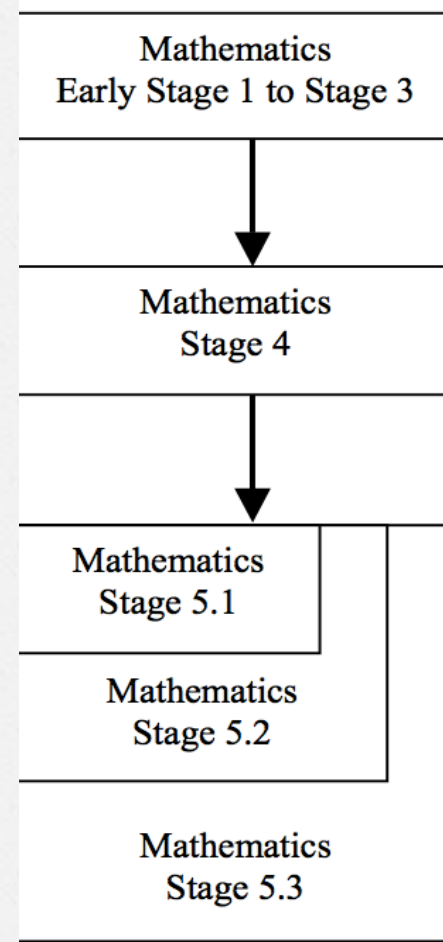 Mathematics
Early Stage 1 to Stage 3
Mathematics
Stage 4
Mathematics
Stage 5.1
Mathematics
Stage 5.2
Mathematics
Stage 5.3